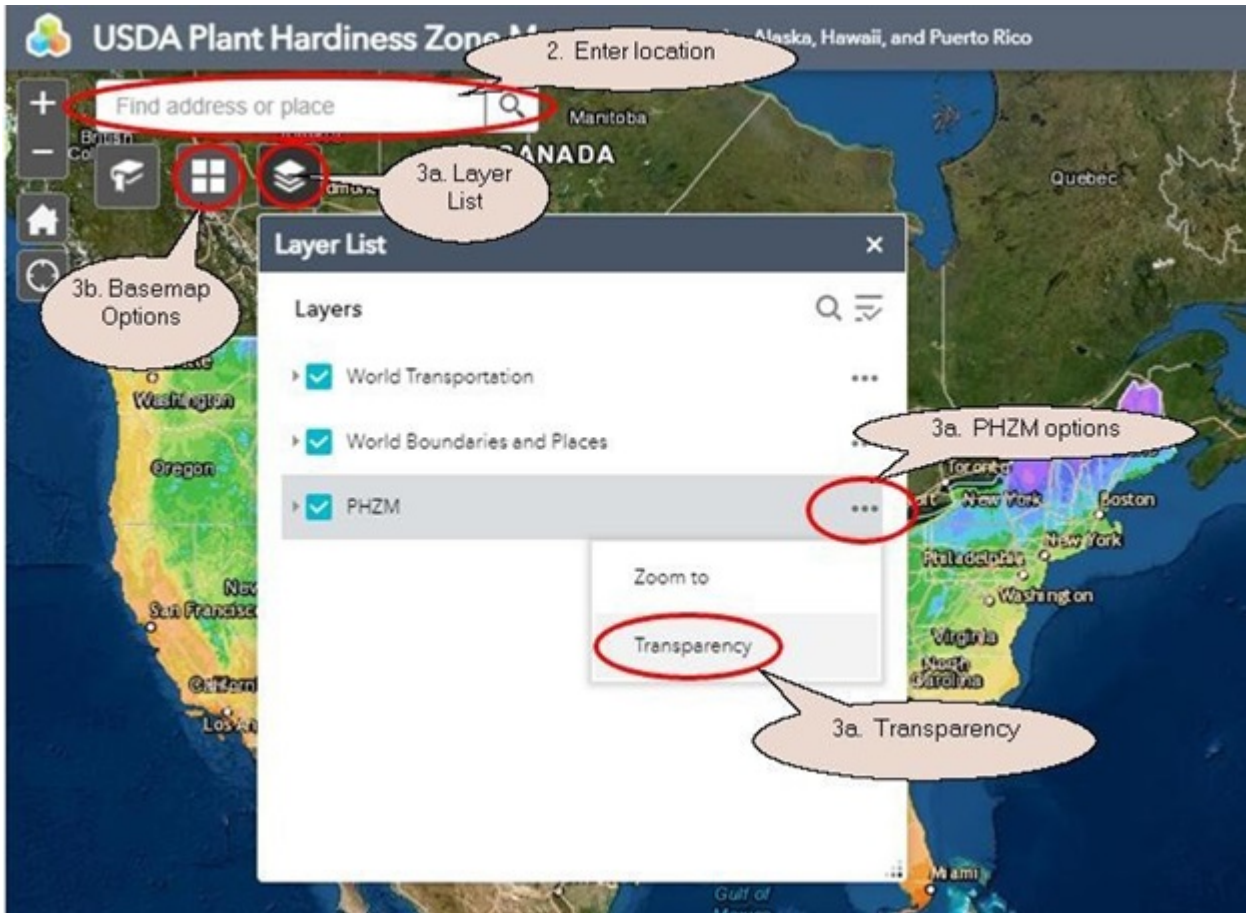 USDA Plant Hardiness Zone M
Alaska, Hawaii, and Puerto Rico
2. Enter location
Find address or place
Manitoba
British
CANADA
3a. Layer
List
Quebec
Layer List
3b. Basemap
Options
Layers
World Transportation
Washington
World Boundaries and Places
3a. PHZM options
Oregon
Toronto
PHZM
New York
Boston
New York
Philadelphia
Zoom to
Washington
San Francisc
Transparency
Virginia
North
Carolina
Californ
Los An
3a. Transparency
Miami
Gulf of